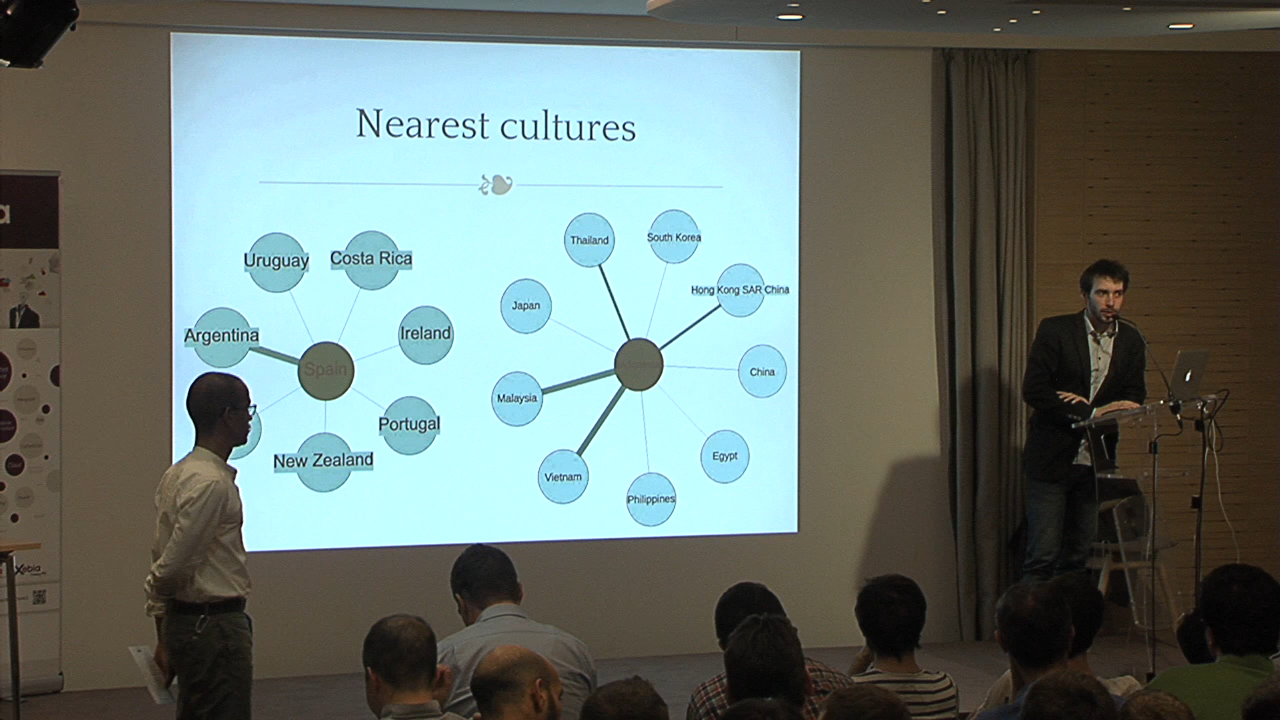 Nearest cultures
Uruguay
Costa Rica
Argentina
Ireland
Spain
Portugal
New Zealand
Thailand
South Korea
Japan
Hong Kong SAR China
China
Malaysia
Egypt
Vietnam
Philippines
Xebia